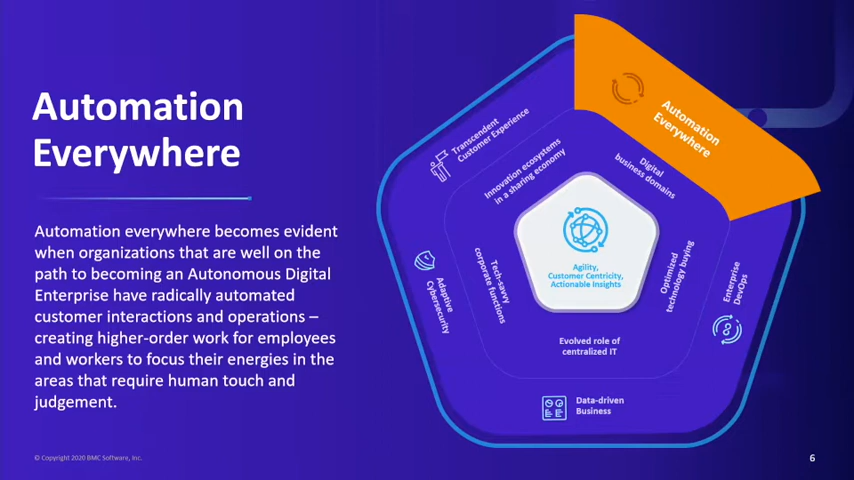 Automation
Everywhere
Automation everywhere becomes evident
when organizations that are well on the
path to becoming an Autonomous Digital
Enterprise have radically automated
customer interactions and operations –
creating higher-order work for employees
and workers to focus their energies in the
areas that require human touch and
judgement.
Transcendent
Customer Experience
Automation
Everywhere
Innovation ecosystems
in a sharing economy
Digital
business domains
Agility,
Customer Centricity,
Actionable Insights
Adaptive
Cybersecurity
Tech-savvy
corporate functions
Optimized
technology buying
Enterprise
DevOps
Evolved role of
centralized IT
Data-driven
Business
© Copyright 2020 BMC Software, Inc.
6